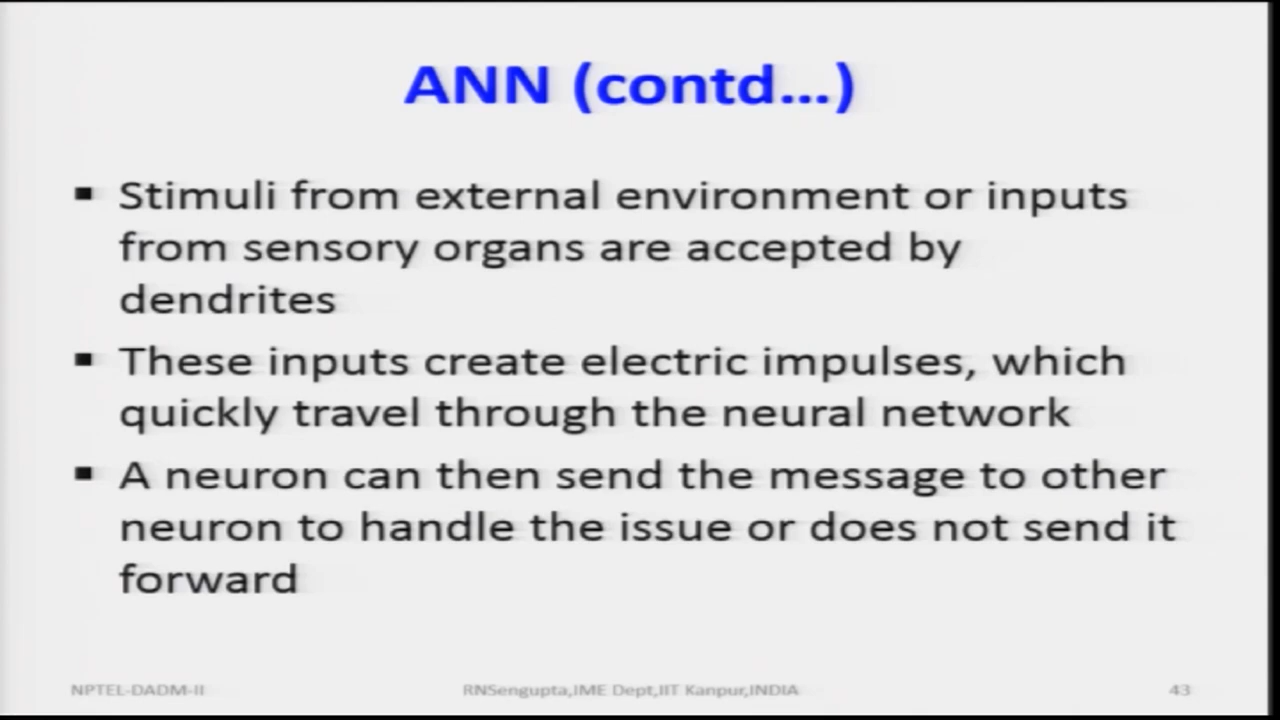 ANN (contd...)
▪ Stimuli from external environment or inputs
from sensory organs are accepted by
dendrites
▪ These inputs create electric impulses, which
quickly travel through the neural network
▪ A neuron can then send the message to other
neuron to handle the issue or does not send it
forward
NPTEL-DADM-II RNSengupta,IME Dept,IIT Kanpur,INDIA 43